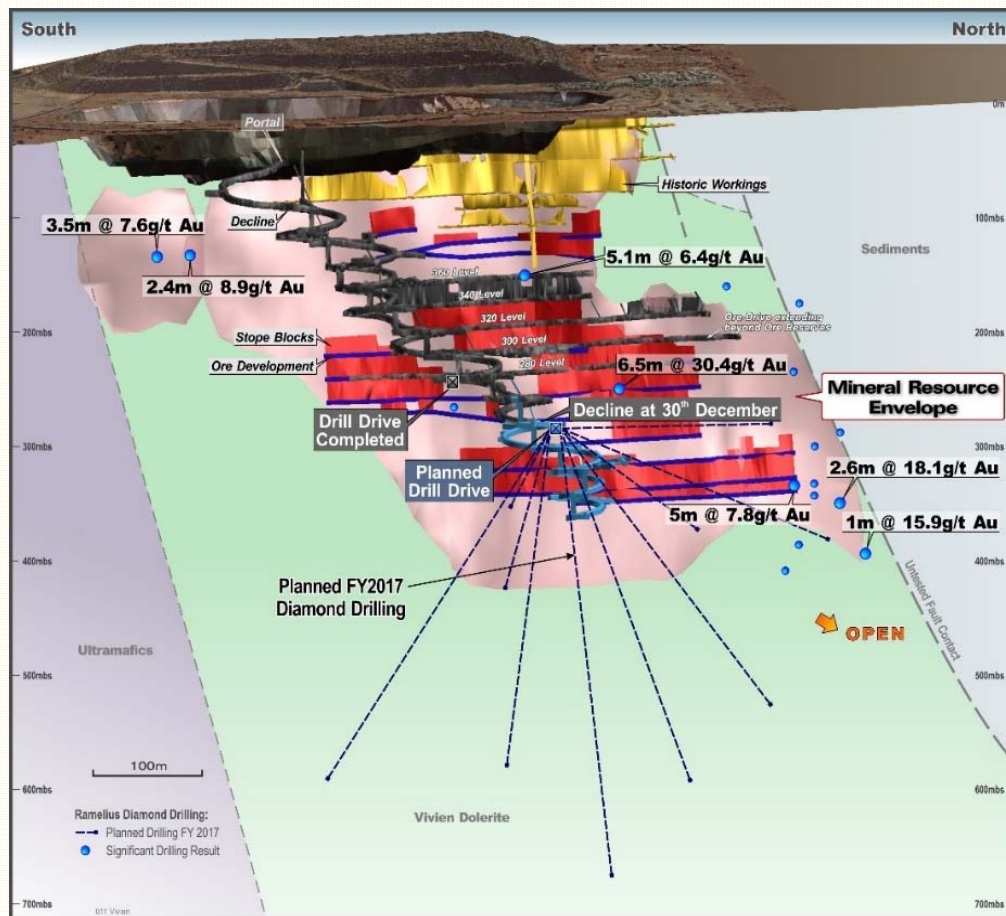 South
North
Portal
0m
Historic Workings
Decline
100mbs
3.5m @ 7.6g/t Au
2.4m @ 8.9g/t Au
5.1m @ 6.4g/t Au
Sediments
360 Level
340 Level
320 Level
300 Level
280 Level
Ore Drive extending
beyond Ore Reserves
200mbs
200mbs
Stope Blocks
Ore Development
6.5m @ 30.4g/t Au
Mineral Resource
Envelope
Drill Drive
Completed
Decline at 30th December
300mbs
300mbs
Planned
Drill Drive
2.6m @ 18.1g/t Au
5m @ 7.8g/t Au
1m @ 15.9g/t Au
400mbs
400mbs
Planned FY2017
Diamond Drilling
Untested Fault Contact
OPEN
Ultramafics
500mbs
500mbs
100m
600mbs
600mbs
Ramelius Diamond Drilling:
Planned Drilling FY 2017
Significant Drilling Result
Vivien Dolerite
700mbs
700mbs